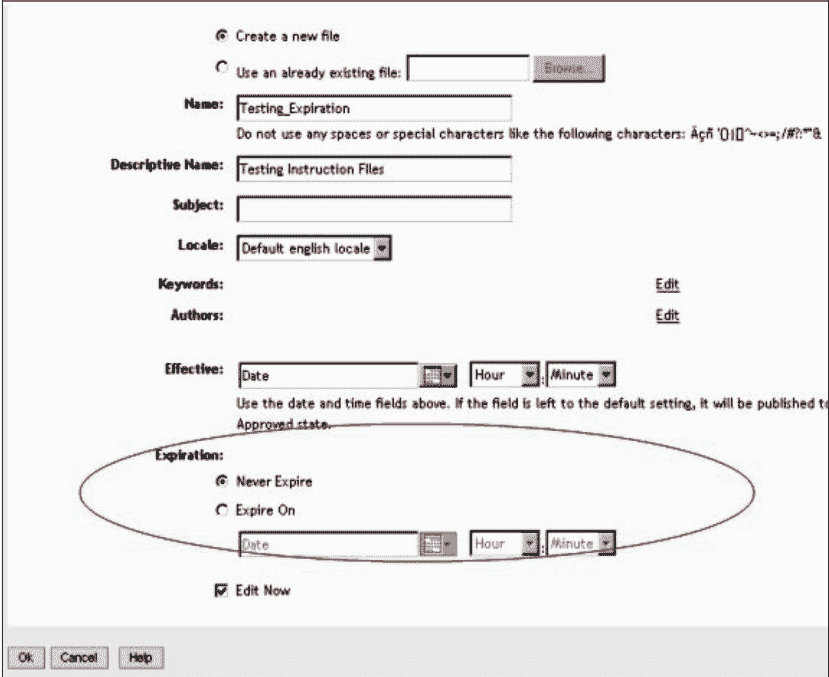 Create a new file
Use an already existing file: Browse...
Name: Testing_Expiration
Do not use any spaces or special characters like the following characters: Äçñ '(){|[]^~<>=;/#?:*"&
Descriptive Name: Testing Instruction Files
Subject:
Locale: Default english locale
Keywords: Edit
Authors: Edit
Effective: Date Hour : Minute
Use the date and time fields above. If the field is left to the default setting, it will be published to
Approved state.
Expiration:
Never Expire
Expire On
Date Hour : Minute
Edit Now
Ok Cancel Help